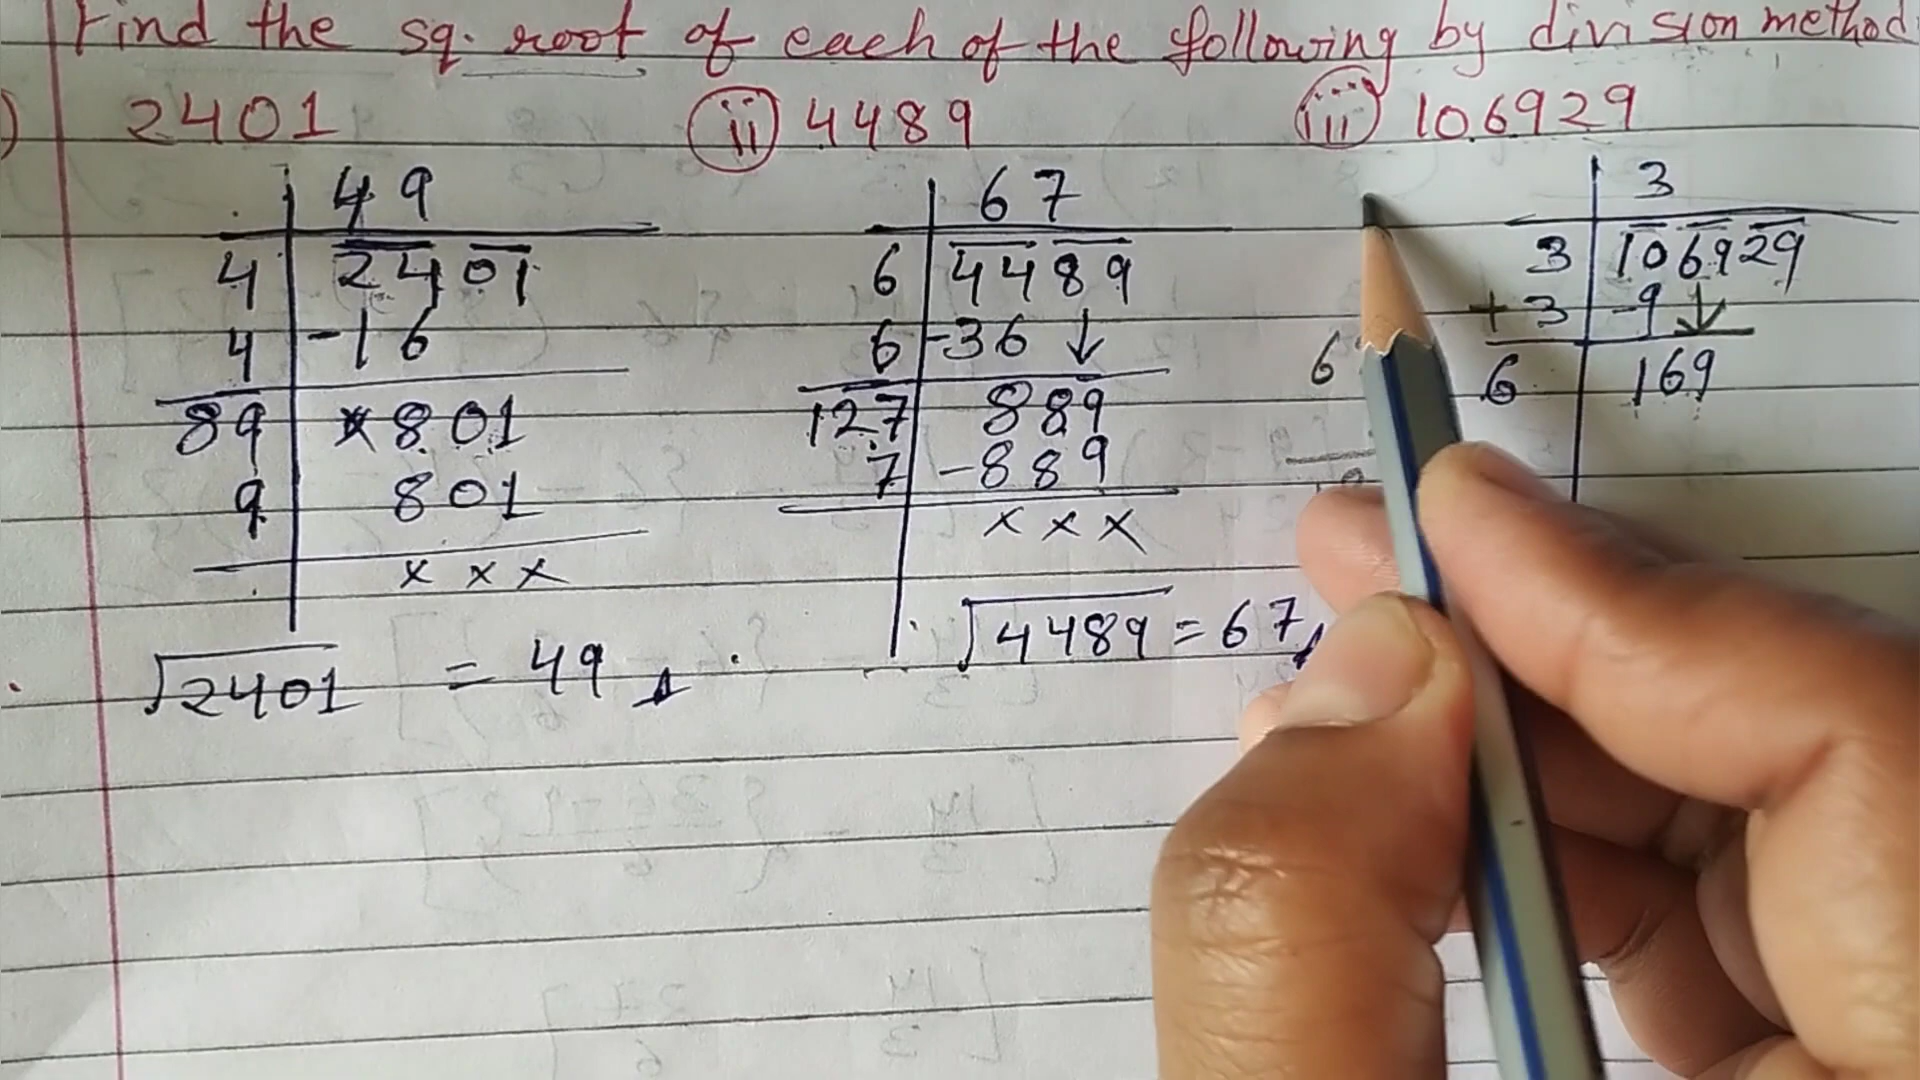 Find the sq. root of each of the following by division method
) 2401 (ii) 4489 (iii) 106929
49
4 2401
4 -16
89 ×801
9 801
×××
√2401 = 49
67
6 4489
6 -36 ↓
127 889
7 -889
×××
√4489 = 67
3
3 106929
+3 -9 ↓
6 169
6